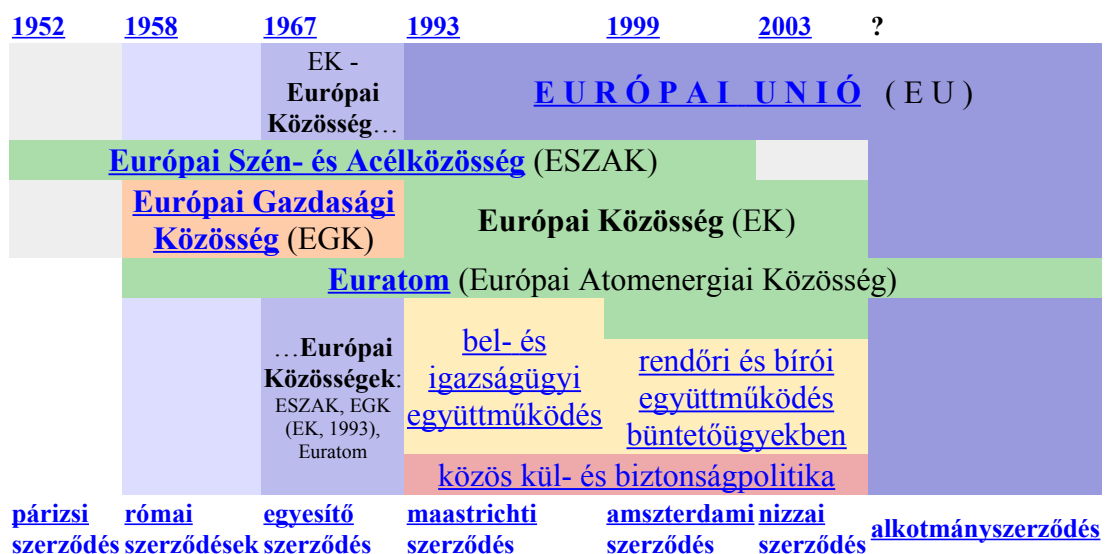 1952 1958 1967 1993 1999 2003 ?
EK -
Európai
Közösség…
EURÓPAI UNIÓ (EU)
Európai Szén- és Acélközösség (ESZAK)
Európai Gazdasági
Közösség (EGK)
Európai Közösség (EK)
Euratom (Európai Atomenergiai Közösség)
…Európai
Közösségek:
ESZAK, EGK
(EK, 1993),
Euratom
bel- és
igazságügyi
együttműködés
rendőri és bírói
együttműködés
büntetőügyekben
közös kül- és biztonságpolitika
párizsi
szerződés
római
szerződések
egyesítő
szerződés
maastrichti
szerződés
amszterdami
szerződés
nizzai
szerződés
alkotmányszerződés